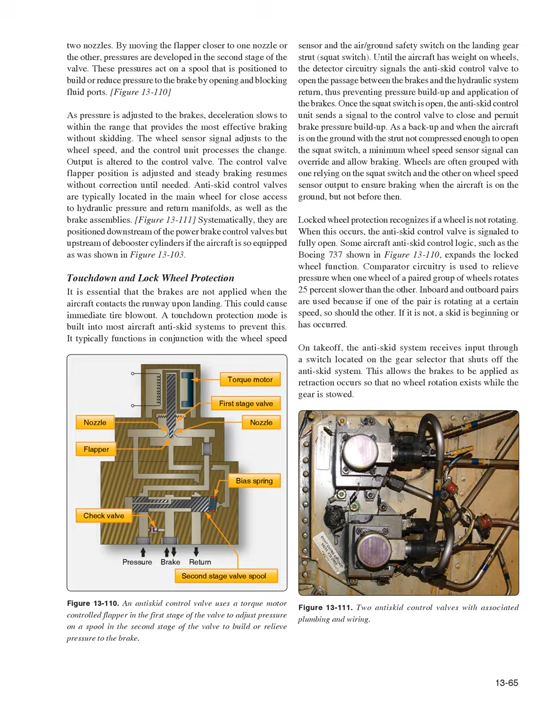 two nozzles. By moving the flapper closer to one nozzle or
the other, pressures are developed in the second stage of the
valve. These pressures act on a spool that is positioned to
build or reduce pressure to the brake by opening and blocking
fluid ports. [Figure 13-110]
As pressure is adjusted to the brakes, deceleration slows to
within the range that provides the most effective braking
without skidding. The wheel sensor signal adjusts to the
wheel speed, and the control unit processes the change.
Output is altered to the control valve. The control valve
flapper position is adjusted and steady braking resumes
without correction until needed. Anti-skid control valves
are typically located in the main wheel for close access
to hydraulic pressure and return manifolds, as well as the
brake assemblies. [Figure 13-111] Systematically, they are
positioned downstream of the power brake control valves but
upstream of debooster cylinders if the aircraft is so equipped
as was shown in Figure 13-103.
Touchdown and Lock Wheel Protection
It is essential that the brakes are not applied when the
aircraft contacts the runway upon landing. This could cause
immediate tire blowout. A touchdown protection mode is
built into most aircraft anti-skid systems to prevent this.
It typically functions in conjunction with the wheel speed
Torque motor
First stage valve
Nozzle
Nozzle
Flapper
Bias spring
Check valve
Pressure Brake Return
Second stage valve spool
Figure 13-110. An antiskid control valve uses a torque motor
controlled flapper in the first stage of the valve to adjust pressure
on a spool in the second stage of the valve to build or relieve
pressure to the brake.
sensor and the air/ground safety switch on the landing gear
strut (squat switch). Until the aircraft has weight on wheels,
the detector circuitry signals the anti-skid control valve to
open the passage between the brakes and the hydraulic system
return, thus preventing pressure build-up and application of
the brakes. Once the squat switch is open, the anti-skid control
unit sends a signal to the control valve to close and permit
brake pressure build-up. As a back-up and when the aircraft
is on the ground with the strut not compressed enough to open
the squat switch, a minimum wheel speed sensor signal can
override and allow braking. Wheels are often grouped with
one relying on the squat switch and the other on wheel speed
sensor output to ensure braking when the aircraft is on the
ground, but not before then.
Locked wheel protection recognizes if a wheel is not rotating.
When this occurs, the anti-skid control valve is signaled to
fully open. Some aircraft anti-skid control logic, such as the
Boeing 737 shown in Figure 13-110, expands the locked
wheel function. Comparator circuitry is used to relieve
pressure when one wheel of a paired group of wheels rotates
25 percent slower than the other. Inboard and outboard pairs
are used because if one of the pair is rotating at a certain
speed, so should the other. If it is not, a skid is beginning or
has occurred.
On takeoff, the anti-skid system receives input through
a switch located on the gear selector that shuts off the
anti-skid system. This allows the brakes to be applied as
retraction occurs so that no wheel rotation exists while the
gear is stowed.
Figure 13-111. Two antiskid control valves with associated
plumbing and wiring.
13-65